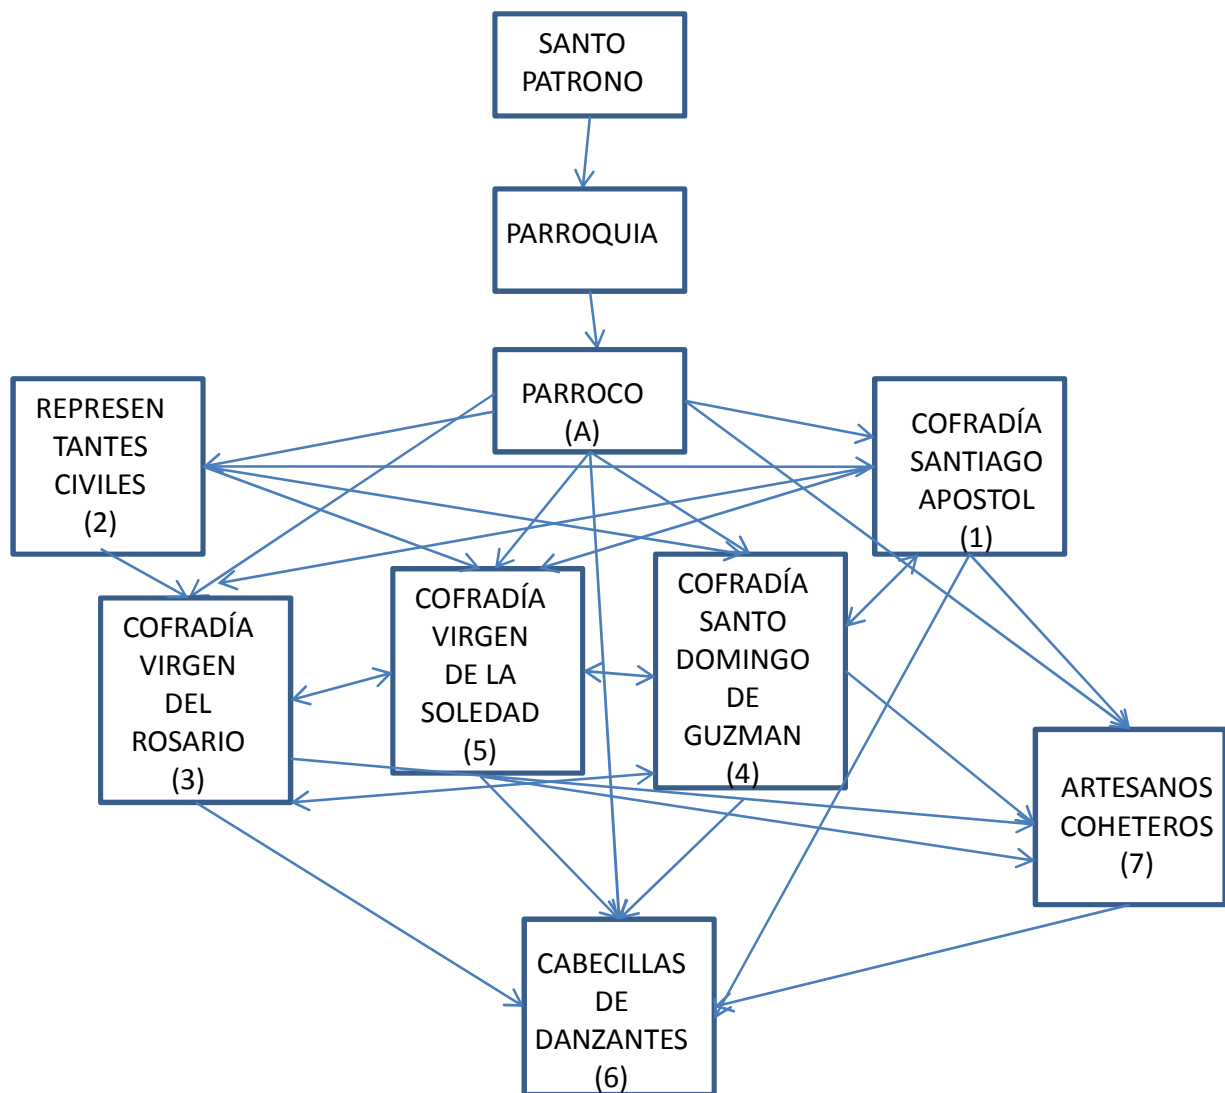 SANTO
PATRONO
PARROQUIA
PARROCO
(A)
REPRESEN
TANTES
CIVILES
(2)
COFRADÍA
SANTIAGO
APOSTOL
(1)
COFRADÍA
VIRGEN
DEL
ROSARIO
(3)
COFRADÍA
VIRGEN
DE LA
SOLEDAD
(5)
COFRADÍA
SANTO
DOMINGO
DE
GUZMAN
(4)
ARTESANOS
COHETEROS
(7)
CABECILLAS
DE
DANZANTES
(6)